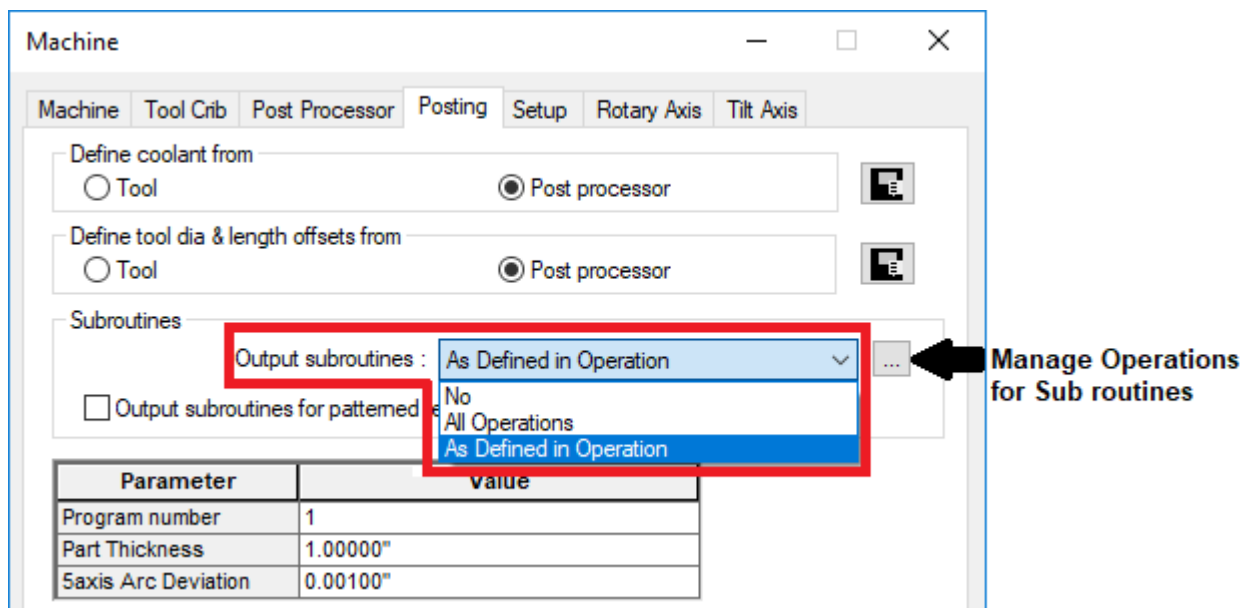 Machine
Machine Tool Crib Post Processor Posting Setup Rotary Axis Tilt Axis
Define coolant from
Tool Post processor
Define tool dia & length offsets from
Tool Post processor
Subroutines
Output subroutines : As Defined in Operation ...
Manage Operations
for Sub routines
No
Output subroutines for patterned
All Operations
As Defined in Operation
Parameter Value
Program number 1
Part Thickness 1.00000"
5axis Arc Deviation 0.00100"